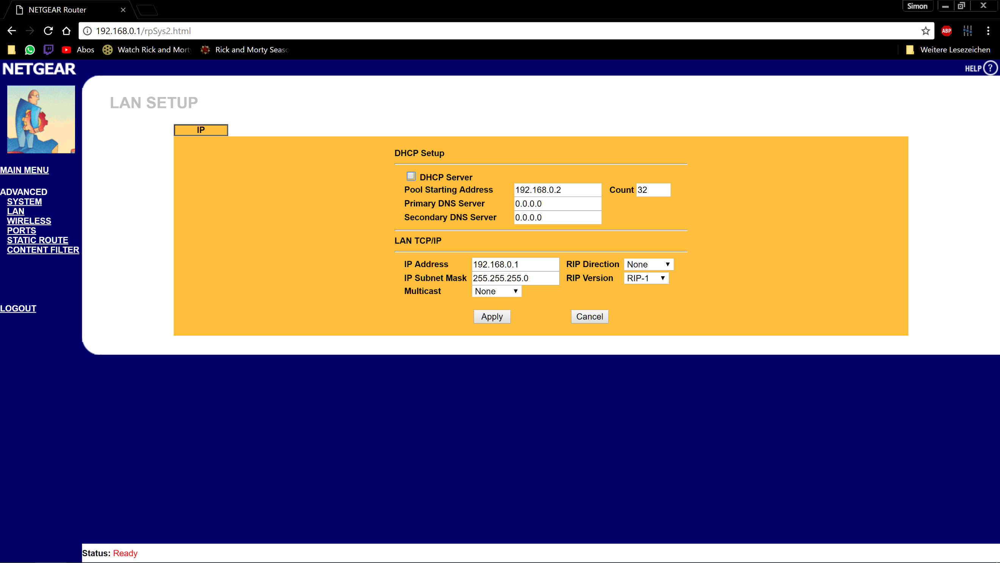 NETGEAR Router
Simon
192.168.0.1/rpSys2.html
ABP
Abos
Watch Rick and Mort
Rick and Morty Seas
Weitere Lesezeichen
NETGEAR
HELP ?
LAN SETUP
IP
MAIN MENU
ADVANCED
SYSTEM
LAN
WIRELESS
PORTS
STATIC ROUTE
CONTENT FILTER
LOGOUT
DHCP Setup
DHCP Server
Pool Starting Address 192.168.0.2 Count 32
Primary DNS Server 0.0.0.0
Secondary DNS Server 0.0.0.0
LAN TCP/IP
IP Address 192.168.0.1 RIP Direction None
IP Subnet Mask 255.255.255.0 RIP Version RIP-1
Multicast None
Apply Cancel
Status: Ready